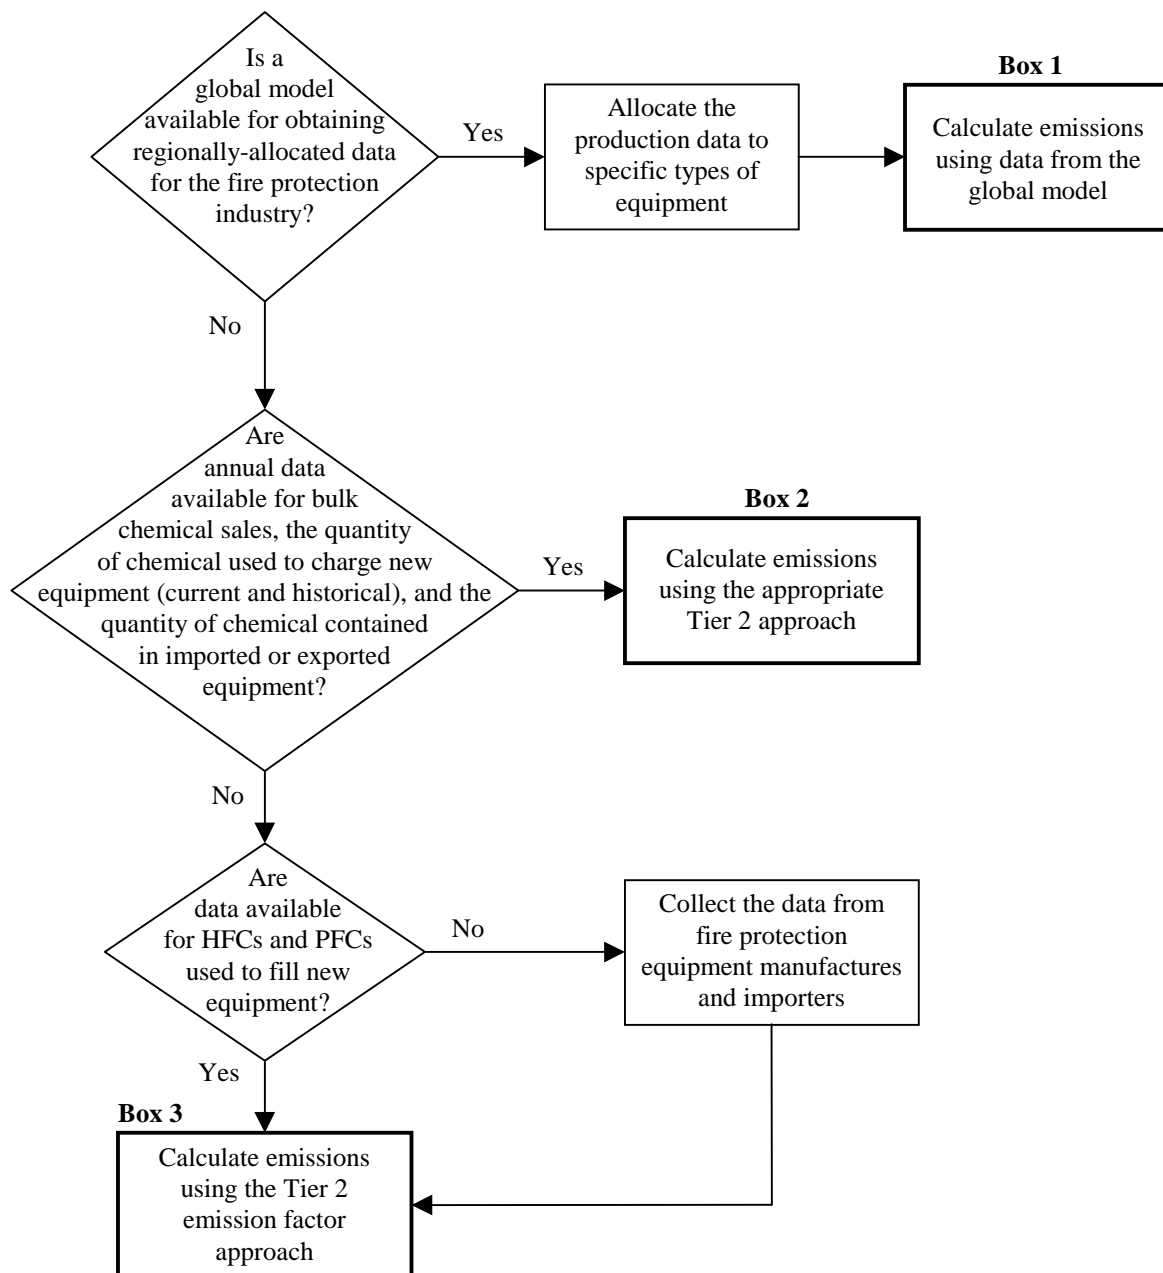 Is a
global model
available for obtaining
regionally-allocated data
for the fire protection
industry?
Yes
Allocate the
production data to
specific types of
equipment
Box 1
Calculate emissions
using data from the
global model
No
Are
annual data
available for bulk
chemical sales, the quantity
of chemical used to charge new
equipment (current and historical), and the
quantity of chemical contained
in imported or exported
equipment?
Yes
Box 2
Calculate emissions
using the appropriate
Tier 2 approach
No
Are
data available
for HFCs and PFCs
used to fill new
equipment?
No
Collect the data from
fire protection
equipment manufactures
and importers
Yes
Box 3
Calculate emissions
using the Tier 2
emission factor
approach